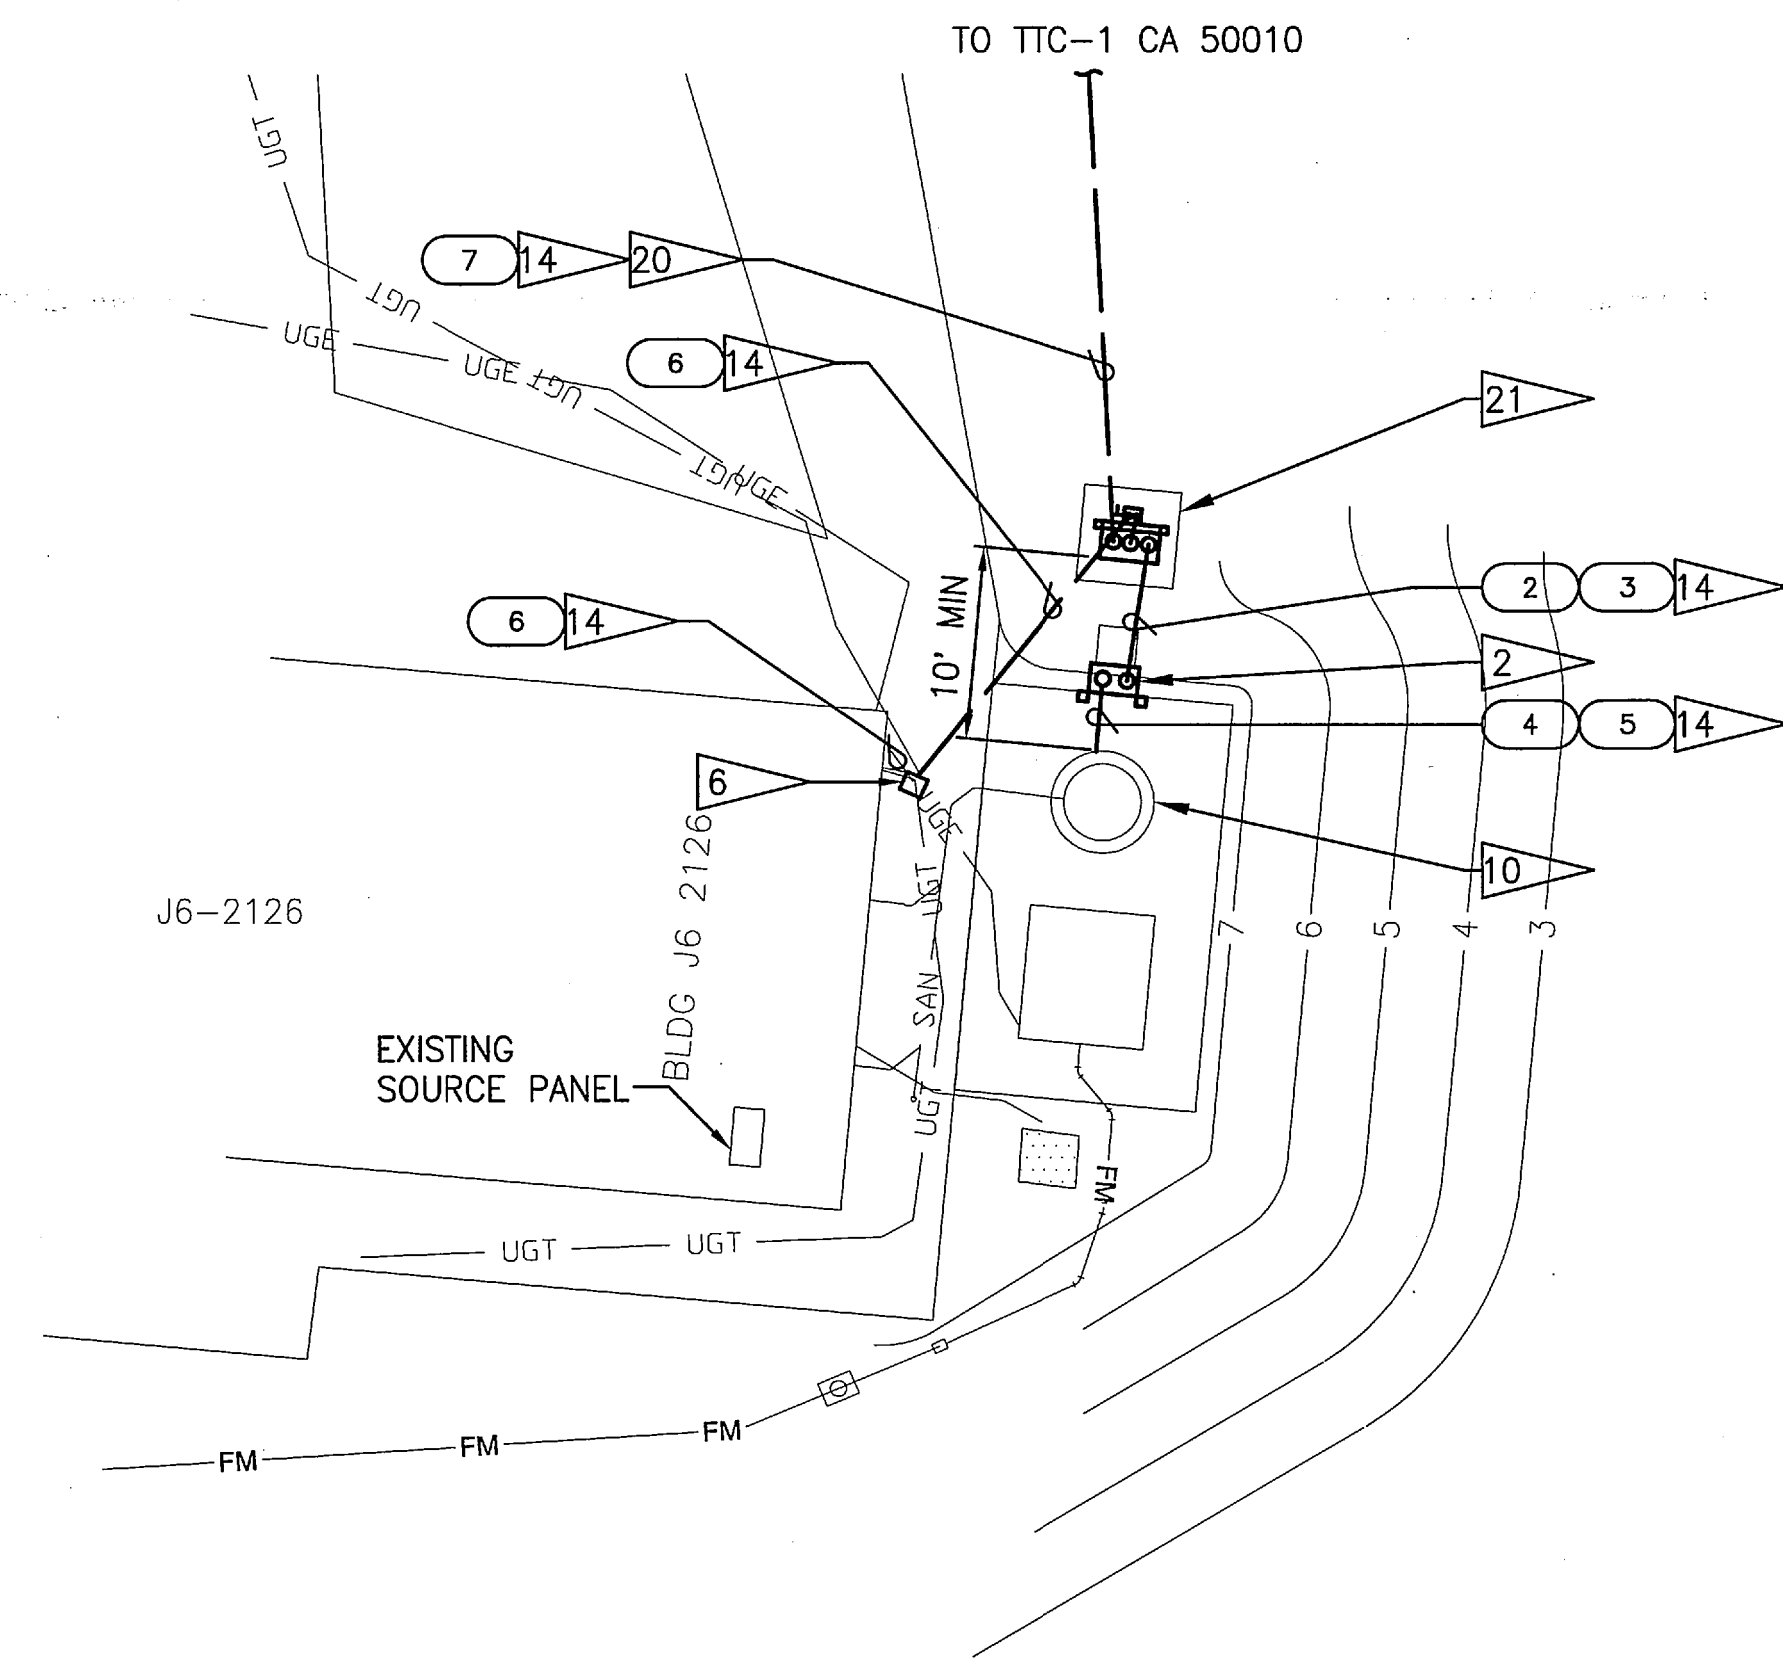 TO TTC-1 CA 50010
UGT
7 14 20
UGT
UGE
UGE UGT
6 14
21
UGT UGE
10' MIN
2 3 14
6 14
2
4 5 14
6
UGE
10
UGT
BLDG J6 2126
J6-2126
7 6 5 4 3
SAN
EXISTING
SOURCE PANEL
UGT
FM
UGT UGT
FM FM FM